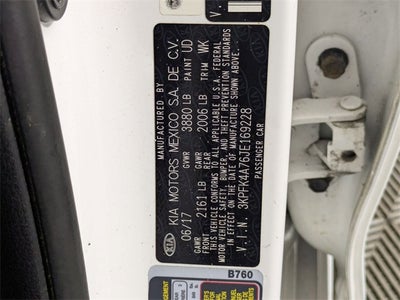 MANUFACTURED BY
KIA KIA MOTORS MEXICO S.A. DE C.V.
06/17 GVWR 3880 LB PAINT UD
GAWR FRONT 2161 LB GAWR REAR 2006 LB TRIM WK
THIS VEHICLE CONFORMS TO ALL APPLICABLE U.S.A. FEDERAL
MOTOR VEHICLE SAFETY, BUMPER, AND THEFT PREVENTION STANDARDS
IN EFFECT ON THE DATE OF MANUFACTURE SHOWN ABOVE.
V.I.N. : 3KPFK4A76JE169228
PASSENGER CAR
B760